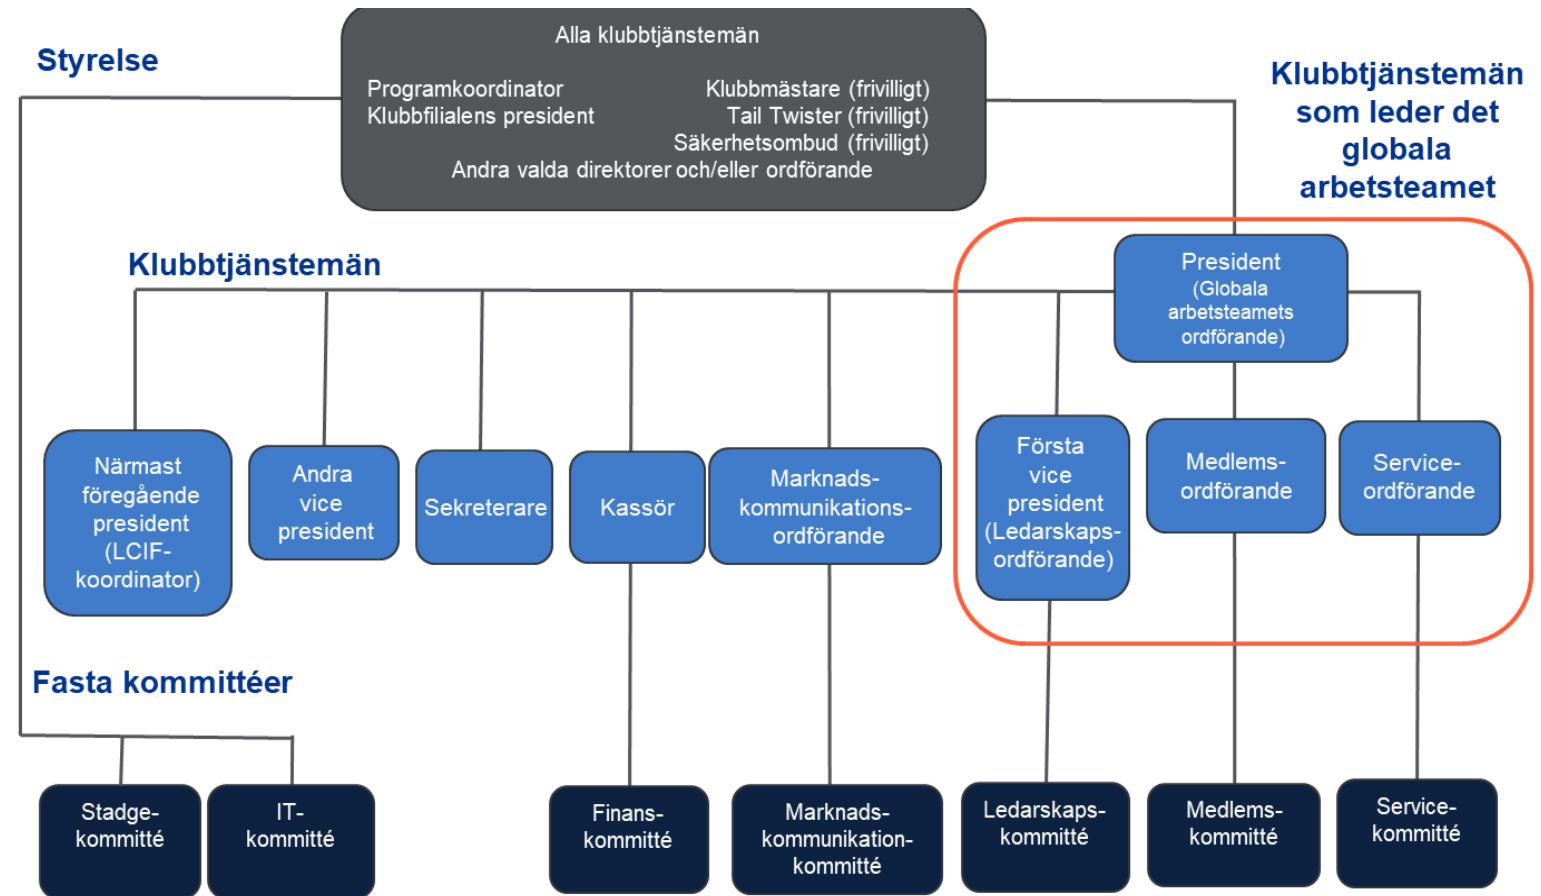 Styrelse
Alla klubbtjänstemän
Programkoordinator
Klubbfilialens president
Klubbmästare (frivilligt)
Tail Twister (frivilligt)
Säkerhetsombud (frivilligt)
Andra valda direktorer och/eller ordförande
Klubbtjänstemän
som leder det
globala
arbetsteamet
Klubbtjänstemän
President
(Globala
arbetsteamets
ordförande)
Närmast
föregående
president
(LCIF-
koordinator)
Andra
vice
president
Sekreterare
Kassör
Marknads-
kommunikations-
ordförande
Första
vice
president
(Ledarskaps-
ordförande)
Medlems-
ordförande
Service-
ordförande
Fasta kommittéer
Stadge-
kommitté
IT-
kommitté
Finans-
kommitté
Marknads-
kommunikation-
kommitté
Ledarskaps-
kommitté
Medlems-
kommitté
Service-
kommitté